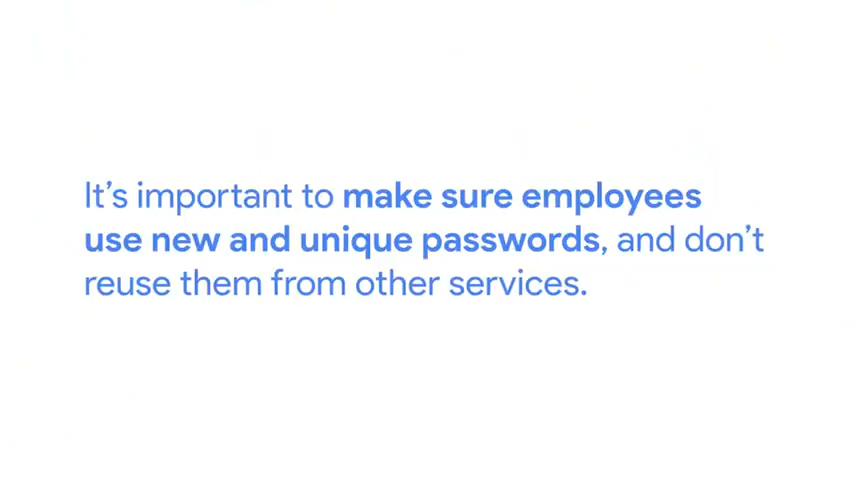 It’s important to make sure employees
use new and unique passwords, and don’t
reuse them from other services.